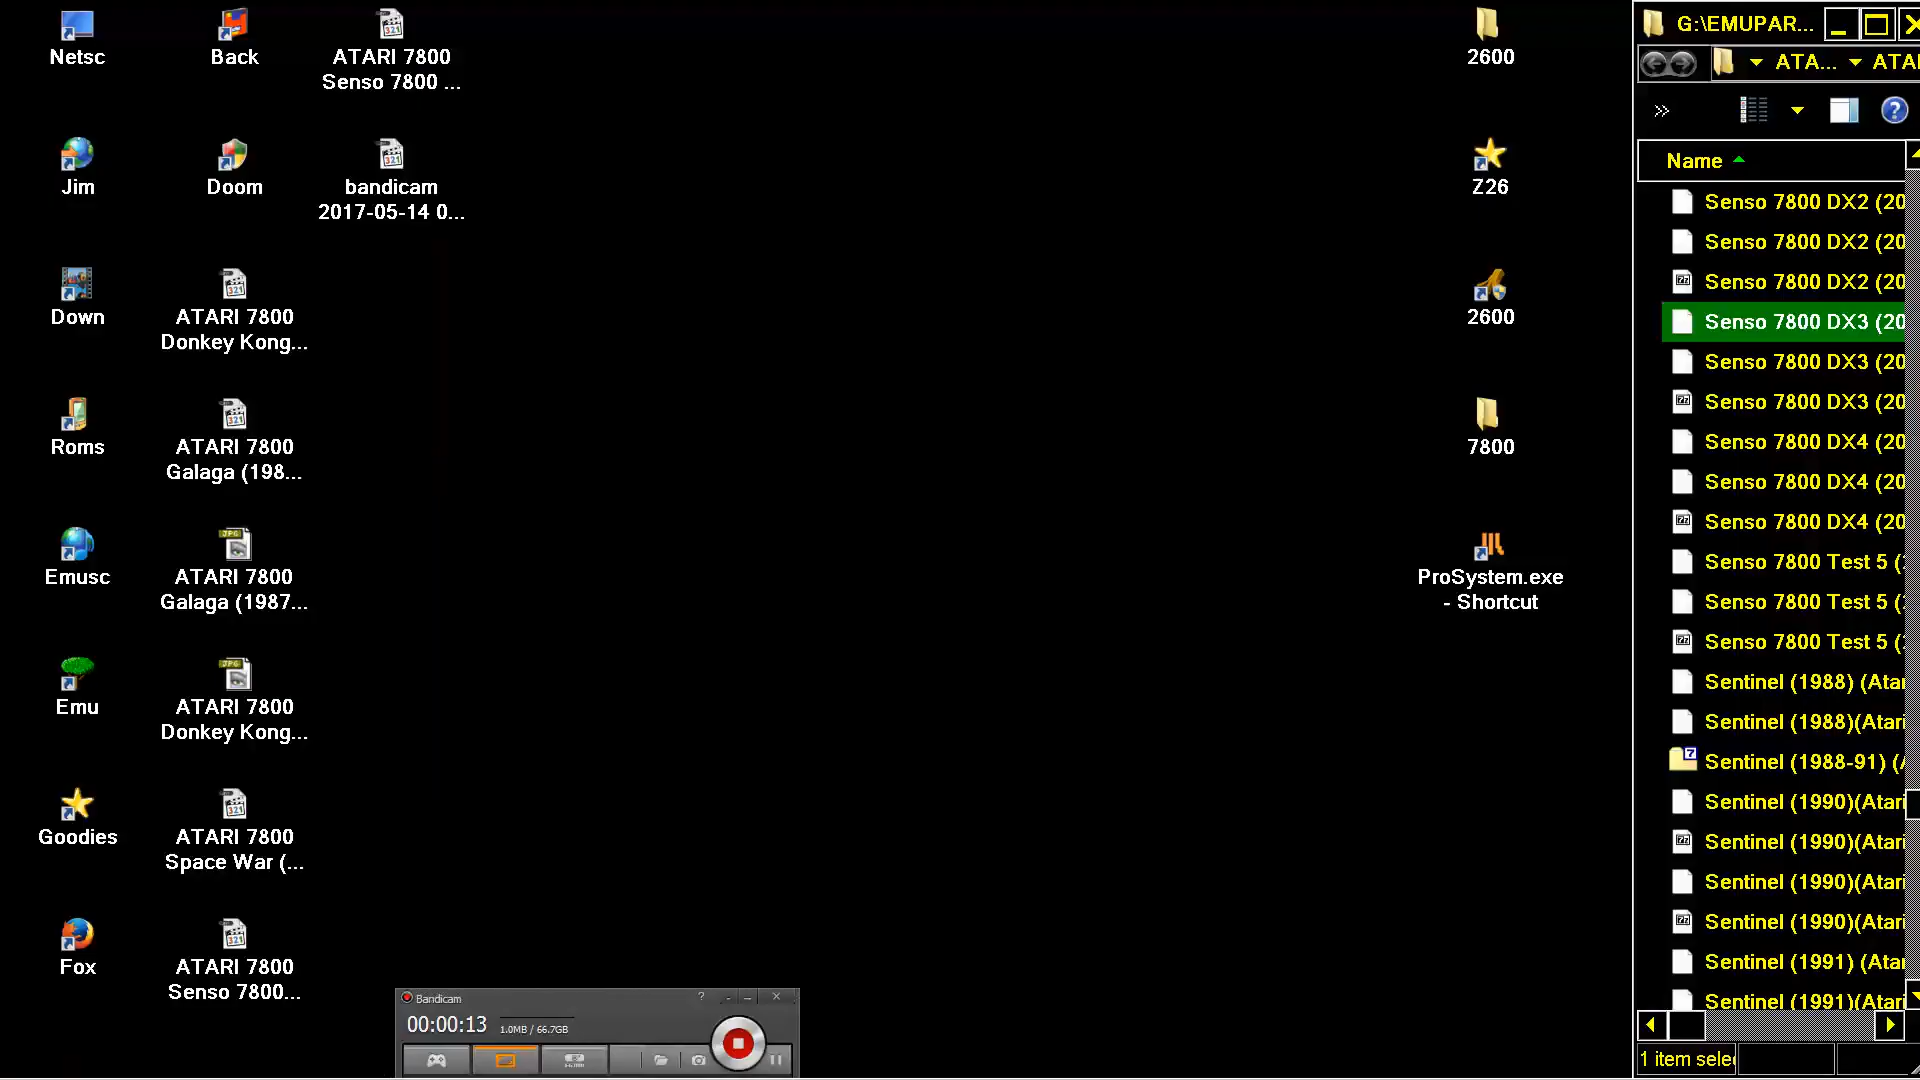 Netsc
Back
ATARI 7800
Senso 7800 ...
2600
Jim
Doom
bandicam
2017-05-14 0...
Z26
Down
ATARI 7800
Donkey Kong...
2600
Roms
ATARI 7800
Galaga (198...
7800
Emusc
ATARI 7800
Galaga (1987...
ProSystem.exe
- Shortcut
Emu
ATARI 7800
Donkey Kong...
Goodies
ATARI 7800
Space War (...
Fox
ATARI 7800
Senso 7800...
Bandicam
00:00:13
1.0MB / 66.7GB
G:\EMUPAR...
ATA... ATA
Name
Senso 7800 DX2 (20
Senso 7800 DX2 (20
Senso 7800 DX2 (20
Senso 7800 DX3 (20
Senso 7800 DX3 (20
Senso 7800 DX3 (20
Senso 7800 DX4 (20
Senso 7800 DX4 (20
Senso 7800 DX4 (20
Senso 7800 Test 5 (
Senso 7800 Test 5 (
Senso 7800 Test 5 (
Sentinel (1988) (Atar
Sentinel (1988)(Atari
Sentinel (1988-91) (A
Sentinel (1990)(Atari
Sentinel (1990)(Atari
Sentinel (1990)(Atari
Sentinel (1990)(Atari
Sentinel (1991) (Atar
Sentinel (1991)(Atari
1 item sele